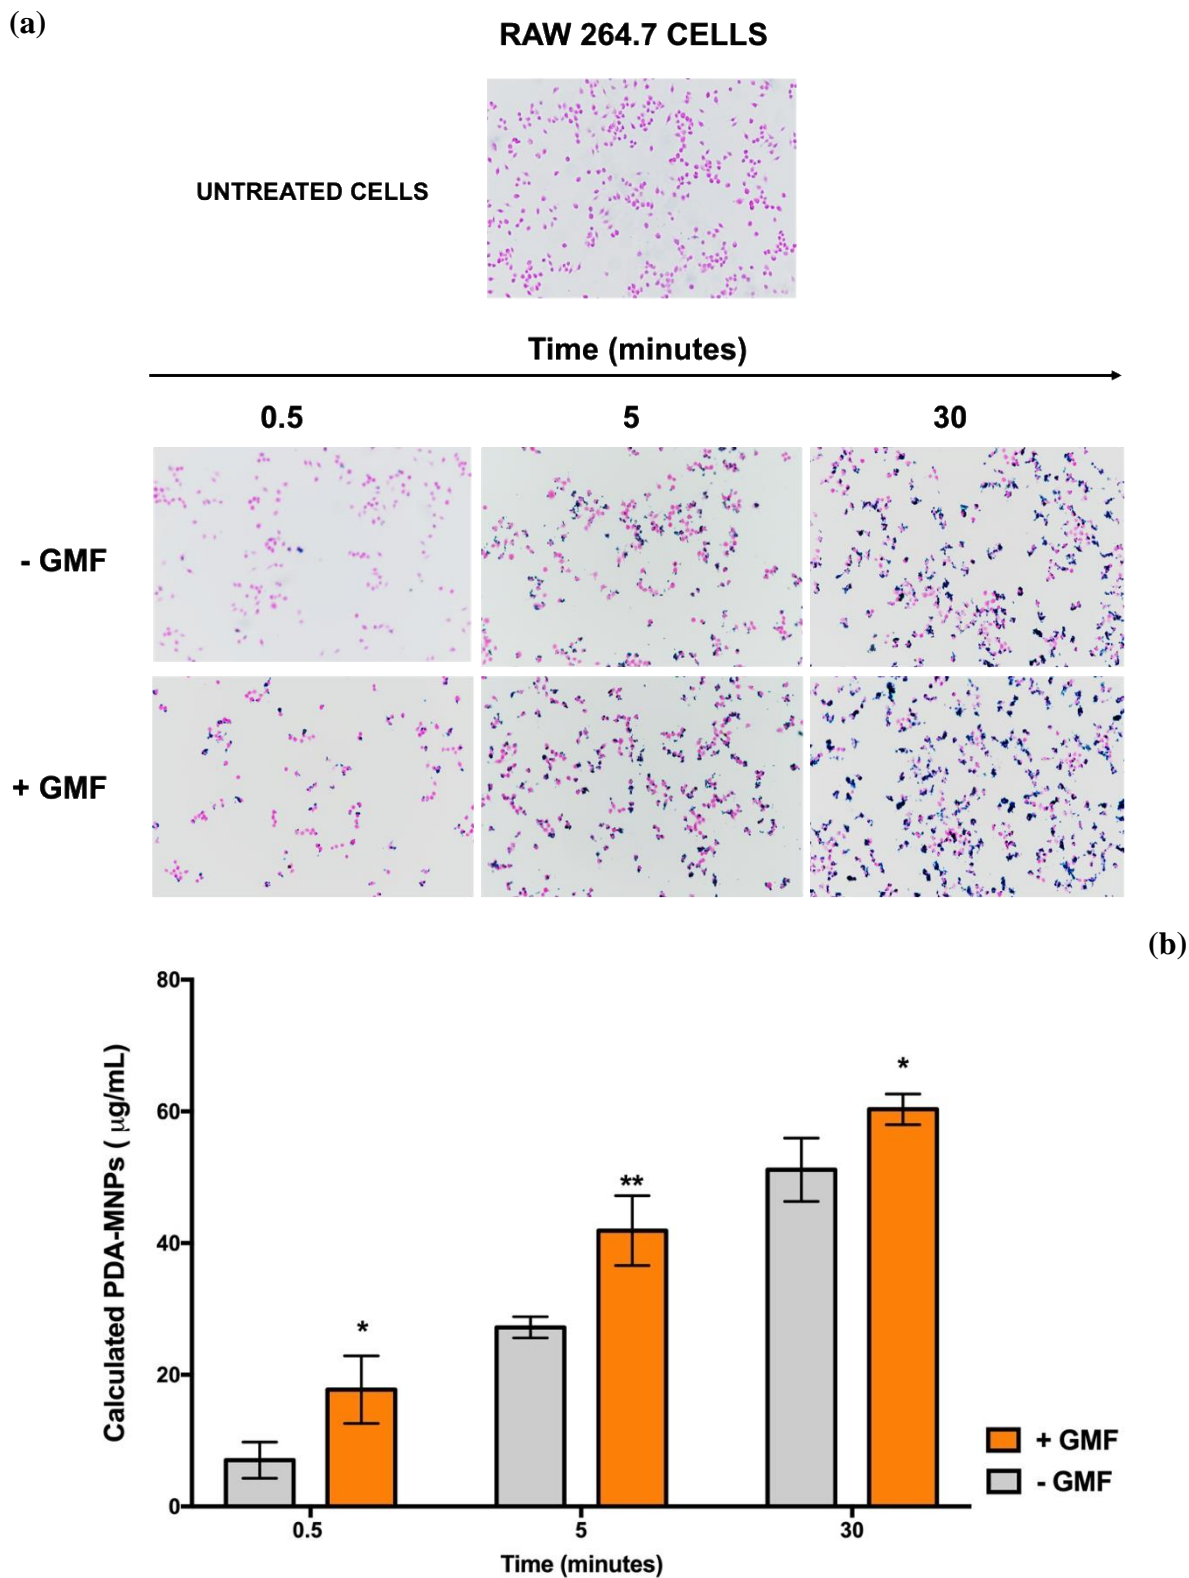 (a)
RAW 264.7 CELLS
UNTREATED CELLS
Time (minutes)
0.5 5 30
- GMF
+ GMF
(b)
80
60
40
20
0
Calculated PDA-MNPs ( μg/mL)
*
**
*
0.5 5 30
Time (minutes)
+ GMF
- GMF